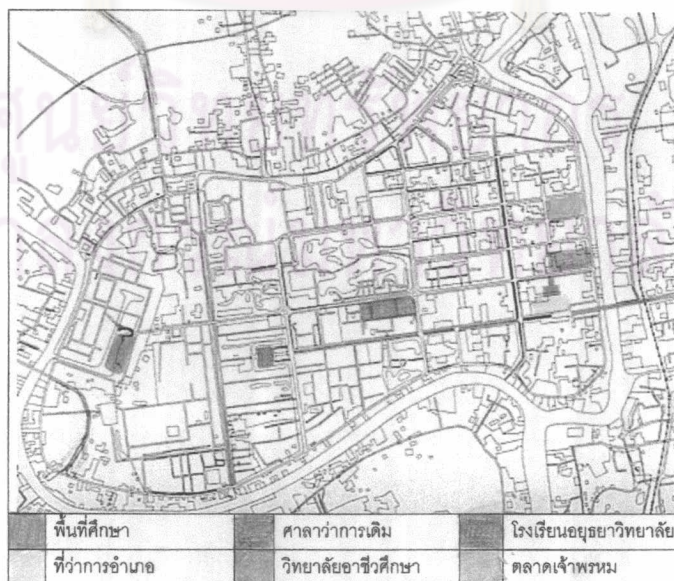 พื้นที่ศึกษา ศาลาว่าการเดิม โรงเรียนอยุธยาวิทยาลัย
ที่ว่าการอำเภอ วิทยาลัยอาชีวศึกษา ตลาดเจ้าพรหม